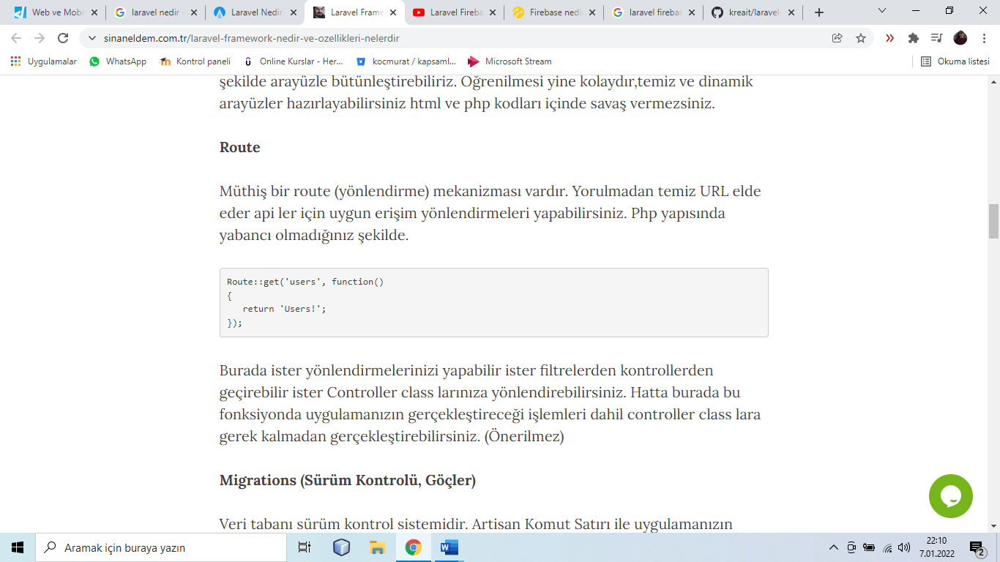 Web ve Mobi
laravel nedir -
Laravel Nedir
Laravel Frame
Laravel Fireba
Firebase nedi
laravel firebas
kreait/laravel-
sinaneldem.com.tr/laravel-framework-nedir-ve-ozellikleri-nelerdir
Uygulamalar
WhatsApp
Kontrol paneli
Online Kurslar - Her...
kocmurat / kapsaml...
Microsoft Stream
Okuma listesi
şekilde arayüzle bütünleştirebiliriz. Öğrenilmesi yine kolaydır,temiz ve dinamik
arayüzler hazırlayabilirsiniz html ve php kodları içinde savaş vermezsiniz.
Route
Müthiş bir route (yönlendirme) mekanizması vardır. Yorulmadan temiz URL elde
eder api ler için uygun erişim yönlendirmeleri yapabilirsiniz. Php yapısında
yabancı olmadığınız şekilde.
Route::get('users', function()
{
return 'Users!';
});
Burada ister yönlendirmelerinizi yapabilir ister filtrelerden kontrollerden
geçirebilir ister Controller class larınıza yönlendirebilirsiniz. Hatta burada bu
fonksiyonda uygulamanızın gerçekleştireceği işlemleri dahil controller class lara
gerek kalmadan gerçekleştirebilirsiniz. (Önerilmez)
Migrations (Sürüm Kontrolü, Göçler)
Veri tabanı sürüm kontrol sistemidir. Artisan Komut Satırı ile uygulamanızın
Aramak için buraya yazın
22:10
7.01.2022
2